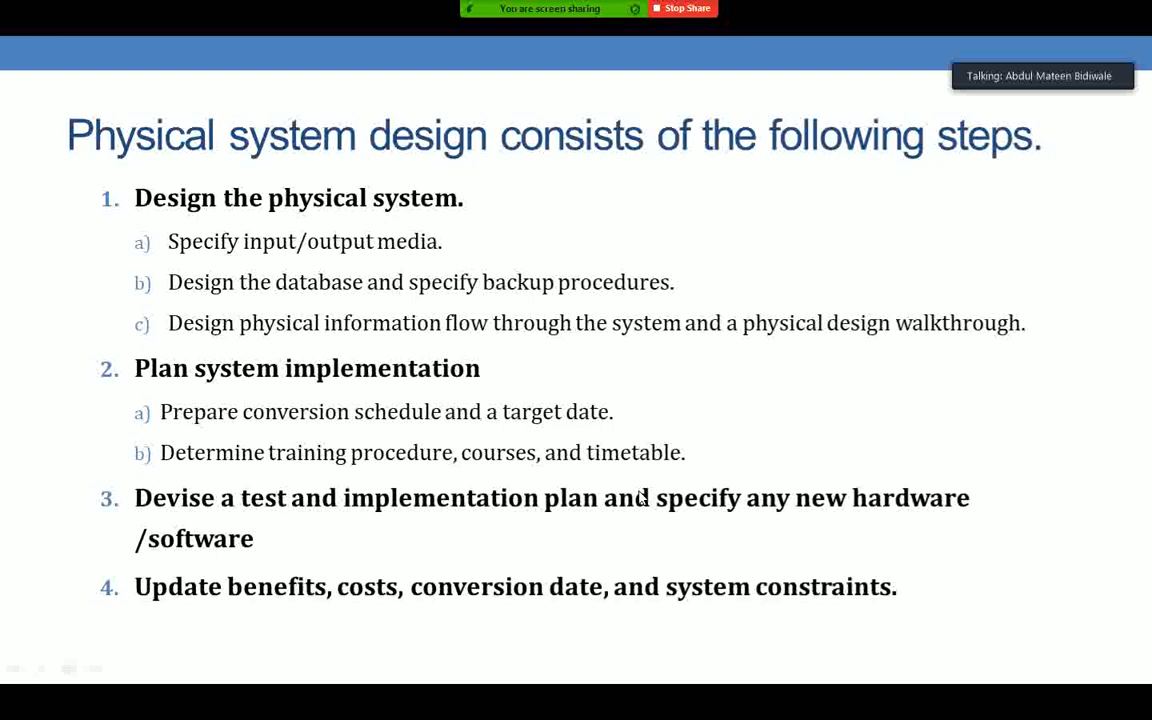 You are screen sharing
Stop Share
Talking: Abdul Mateen Bidiwale
Physical system design consists of the following steps.
1. Design the physical system.
a) Specify input/output media.
b) Design the database and specify backup procedures.
c) Design physical information flow through the system and a physical design walkthrough.
2. Plan system implementation
a) Prepare conversion schedule and a target date.
b) Determine training procedure, courses, and timetable.
3. Devise a test and implementation plan and specify any new hardware
/software
4. Update benefits, costs, conversion date, and system constraints.